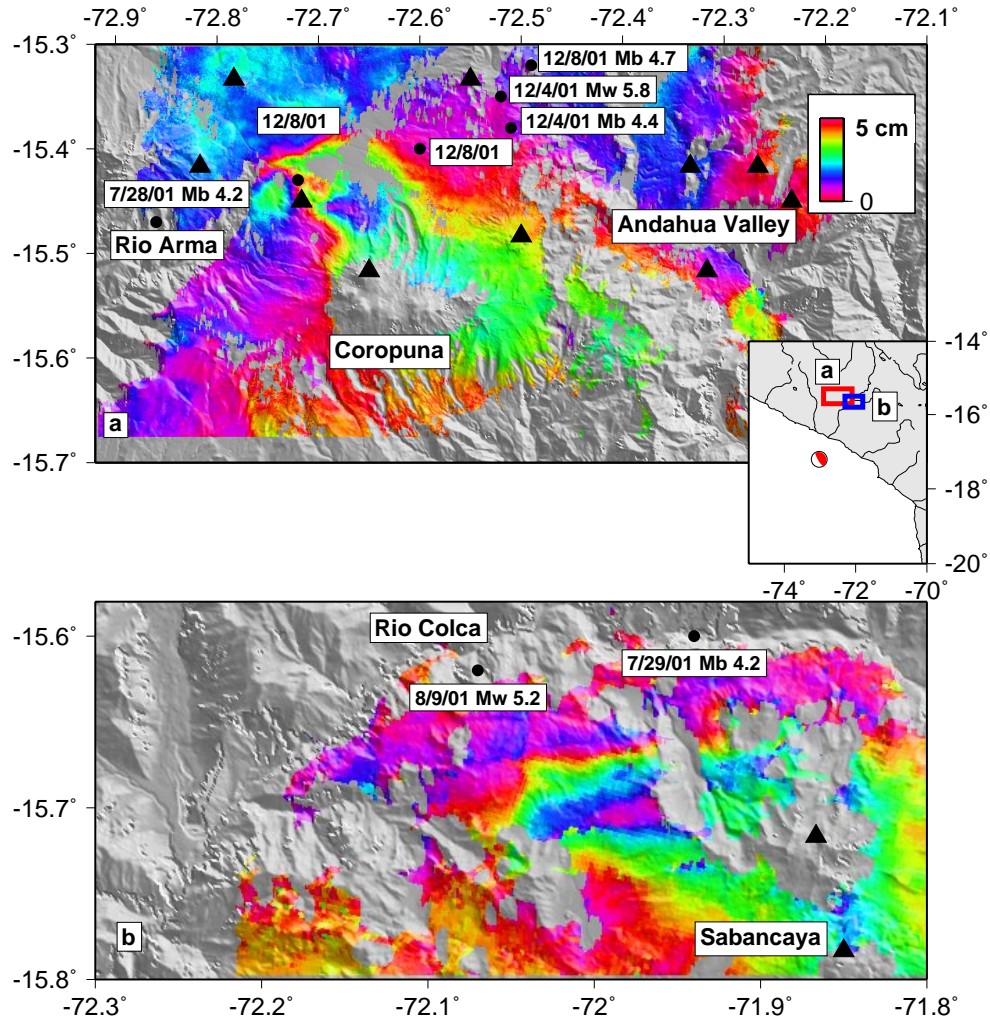 -72.9˚ -72.8˚ -72.7˚ -72.6˚ -72.5˚ -72.4˚ -72.3˚ -72.2˚ -72.1˚
-15.3˚
12/8/01 Mb 4.7
12/4/01 Mw 5.8
12/8/01
12/4/01 Mb 4.4
5 cm
-15.4˚
12/8/01
7/28/01 Mb 4.2
0
Andahua Valley
Rio Arma
-15.5˚
Coropuna
-15.6˚
a
-15.7˚
-14˚
a
b
-16˚
-18˚
-20˚
-74˚ -72˚ -70˚
-15.6˚
Rio Colca
7/29/01 Mb 4.2
8/9/01 Mw 5.2
-15.7˚
b
Sabancaya
-15.8˚
-72.3˚ -72.2˚ -72.1˚ -72˚ -71.9˚ -71.8˚